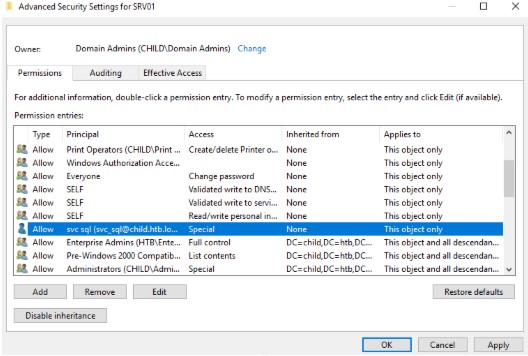 Advanced Security Settings for SRV01
Owner: Domain Admins (CHILD\Domain Admins) Change
Permissions Auditing Effective Access
For additional information, double-click a permission entry. To modify a permission entry, select the entry and click Edit (if available).
Permission entries:
Type Principal Access Inherited from Applies to
Allow Print Operators (CHILD\Print ... Create/delete Printer o... None This object only
Allow Windows Authorization Acce... None This object only
Allow Everyone Change password None This object only
Allow SELF Validated write to DNS... None This object only
Allow SELF Validated write to servi... None This object only
Allow SELF Read/write personal in... None This object only
Allow svc sql (svc_sql@child.htb.lo... Special None This object only
Allow Enterprise Admins (HTB\Ente... Full control DC=child,DC=htb,DC... This object and all descendan...
Allow Pre-Windows 2000 Compatib... List contents DC=child,DC=htb,DC... This object and all descendan...
Allow Administrators (CHILD\Admi... Special DC=child,DC=htb,DC... This object and all descendan...
Add Remove Edit Restore defaults
Disable inheritance
OK Cancel Apply